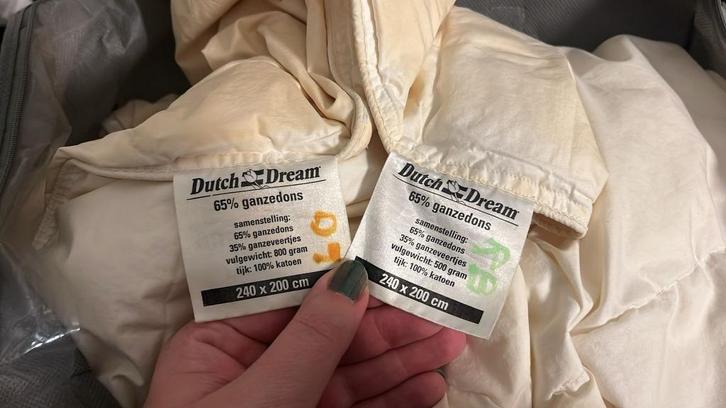 Dutch Dream
65% ganzedons
samenstelling:
65% ganzedons
35% ganzeveertjes
vulgewicht: 800 gram
tijk: 100% katoen
240 x 200 cm
Dutch Dream
65% ganzedons
samenstelling:
65% ganzedons
35% ganzeveertjes
vulgewicht: 500 gram
tijk: 100% katoen
240 x 200 cm